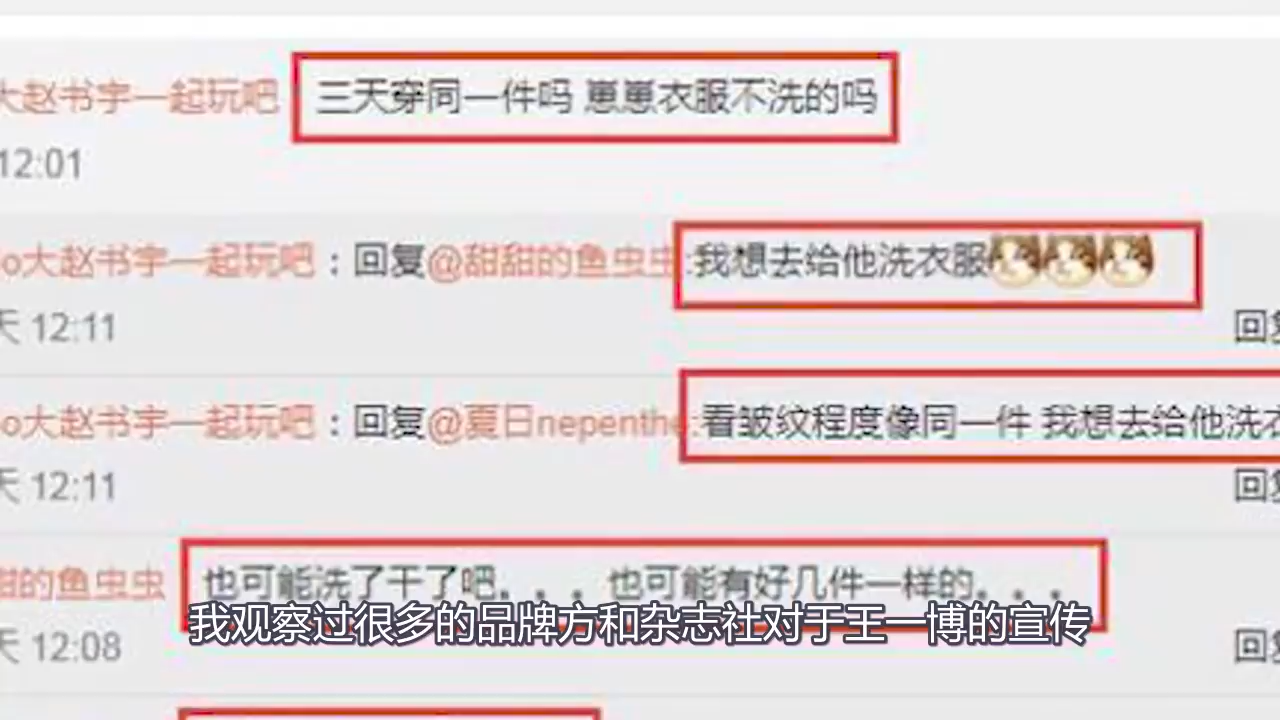 大赵书宇一起玩吧 三天穿同一件吗 崽崽衣服不洗的吗
12:01
o大赵书宇一起玩吧：回复@甜甜的鱼虫虫:我想去给他洗衣服
天 12:11 回复
o大赵书宇一起玩吧：回复@夏日nepenthe:看皱纹程度像同一件 我想去给他洗衣
天 12:11 回复
甜的鱼虫虫 也可能洗了干了吧。。。也可能有好几件一样的。。。
我观察过很多的品牌方和杂志社对于王一博的宣传
天 12:08 回复